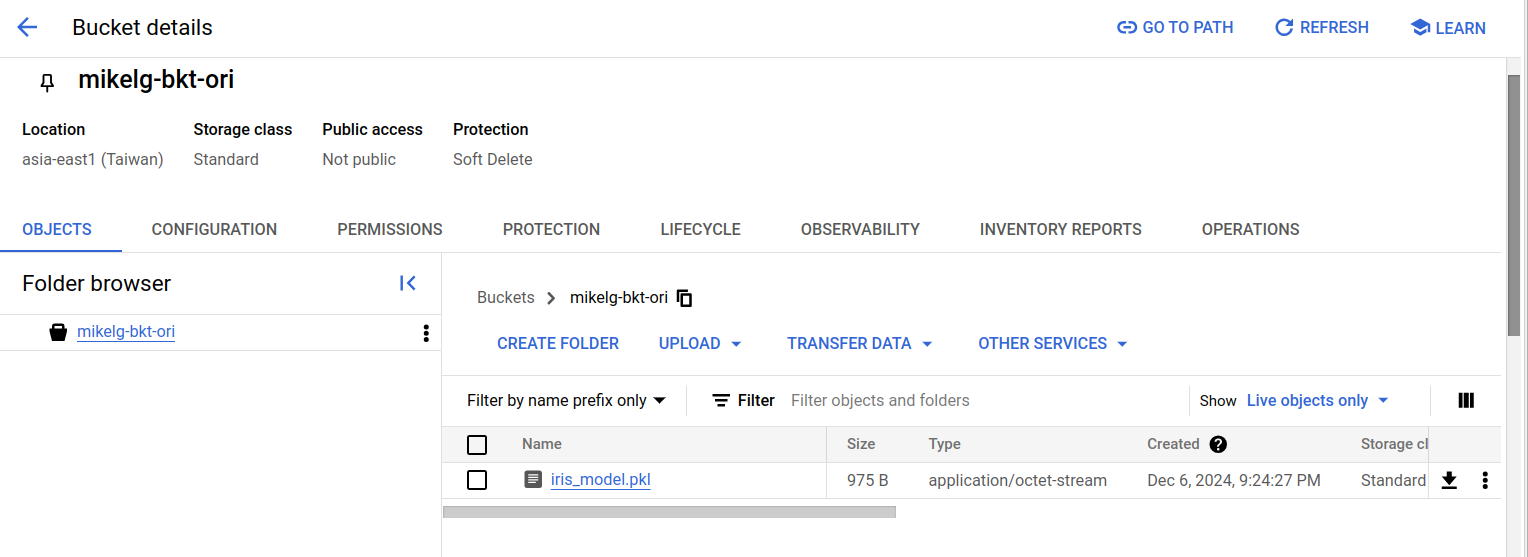 Bucket details
GO TO PATH
REFRESH
LEARN
mikelg-bkt-ori
Location Storage class Public access Protection
asia-east1 (Taiwan) Standard Not public Soft Delete
OBJECTS CONFIGURATION PERMISSIONS PROTECTION LIFECYCLE OBSERVABILITY INVENTORY REPORTS OPERATIONS
Folder browser
mikelg-bkt-ori
Buckets mikelg-bkt-ori
CREATE FOLDER UPLOAD TRANSFER DATA OTHER SERVICES
Filter by name prefix only Filter Filter objects and folders Show Live objects only
Name Size Type Created Storage cl
iris_model.pkl 975 B application/octet-stream Dec 6, 2024, 9:24:27 PM Standard